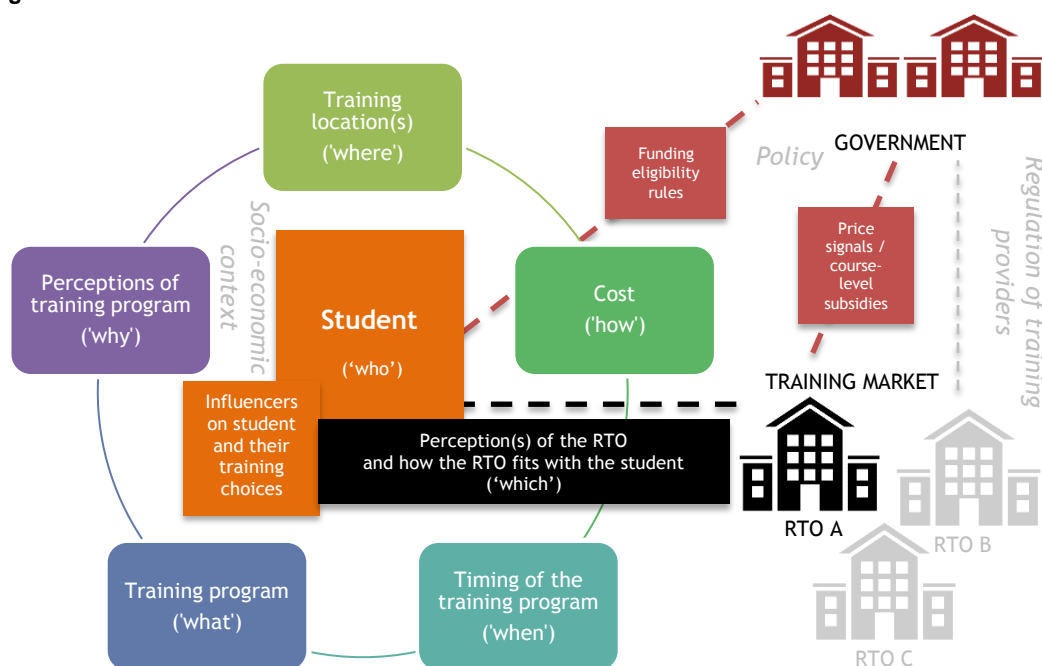 Training
location(s)
('where')
Funding
eligibility
rules
Policy
GOVERNMENT
Regulation of training
providers
Price
signals /
course-
level
subsidies
Socio-economic
context
Perceptions of
training program
('why')
Student
(‘who’)
Cost
('how')
TRAINING MARKET
Influencers
on student
and their
training
choices
Perception(s) of the RTO
and how the RTO fits with the student
(‘which’)
RTO A
RTO B
RTO C
Training program
('what')
Timing of the
training program
('when')